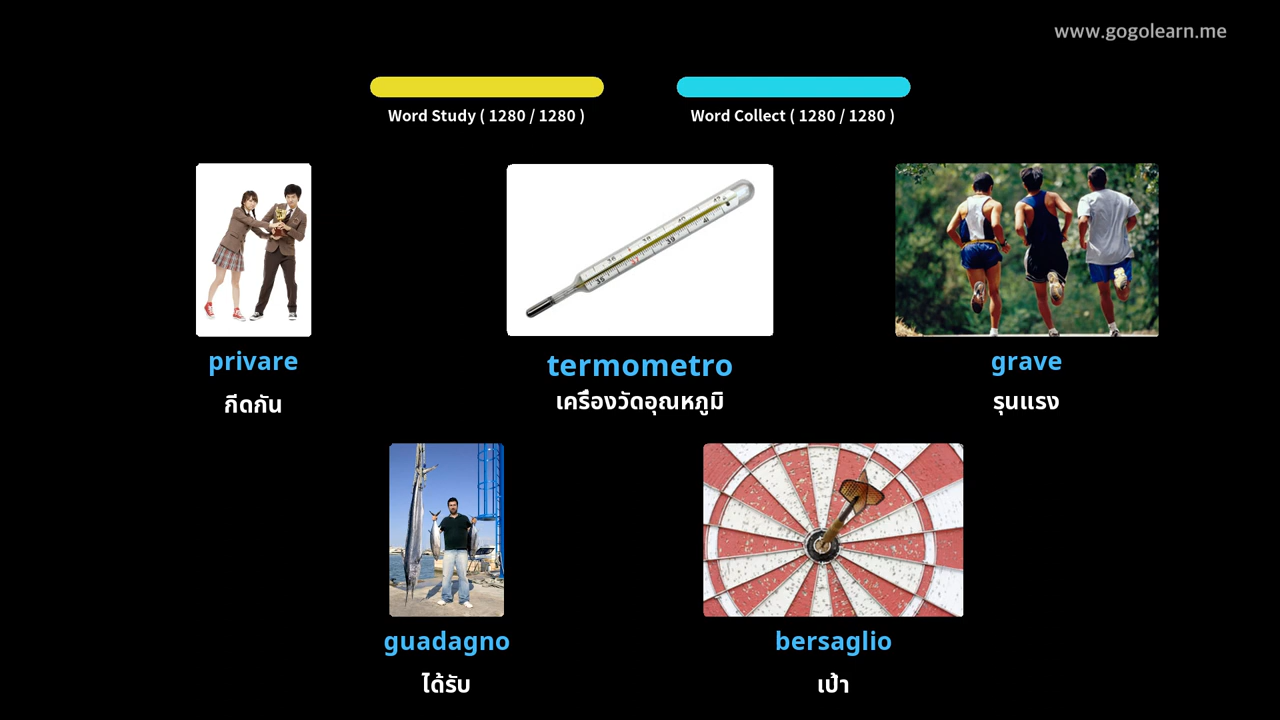 www.gogolearn.me
Word Study ( 1280 / 1280 )
Word Collect ( 1280 / 1280 )
privare
กีดกัน
termometro
เครื่องวัดอุณหภูมิ
grave
รุนแรง
guadagno
ได้รับ
bersaglio
เป้า